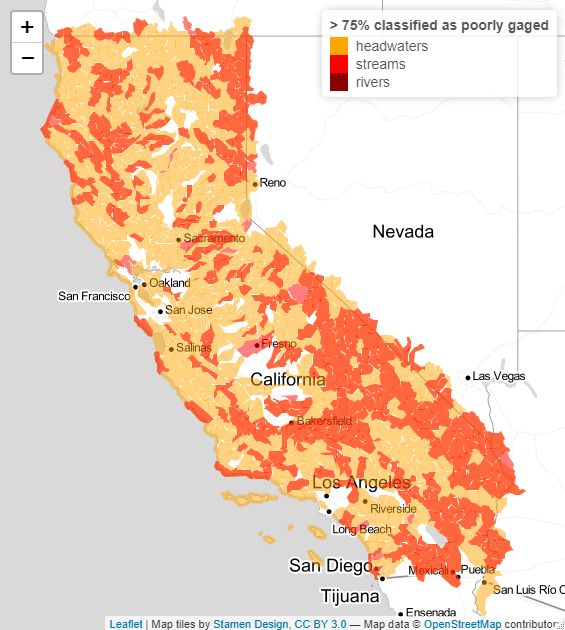 +
−
> 75% classified as poorly gaged
headwaters
streams
rivers
Reno
Nevada
Sacramento
Oakland
San Francisco
San Jose
Salinas
Fresno
Las Vegas
California
Bakersfield
Los Angeles
Riverside
Long Beach
San Diego
Mexicali
Puebla
San Luis Río C
Tijuana
Ensenada
Leaflet | Map tiles by Stamen Design, CC BY 3.0 — Map data © OpenStreetMap contributor